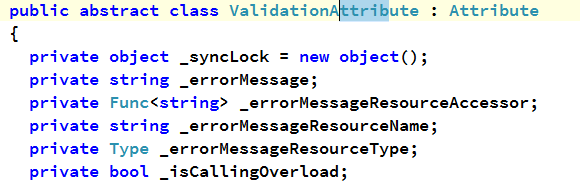 public abstract class ValidationAttribute : Attribute
{
private object _syncLock = new object();
private string _errorMessage;
private Func<string> _errorMessageResourceAccessor;
private string _errorMessageResourceName;
private Type _errorMessageResourceType;
private bool _isCallingOverload;